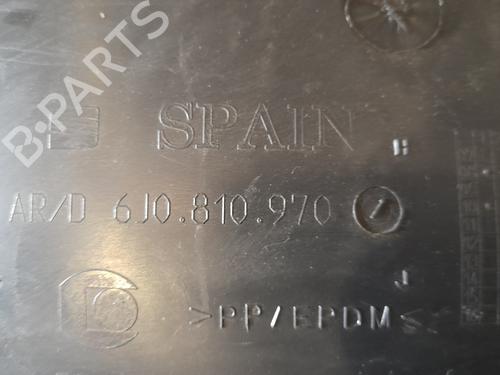 B-PARTS
SPAIN
H
AR/D 6J0.810.970
J
>PP/EPDM<